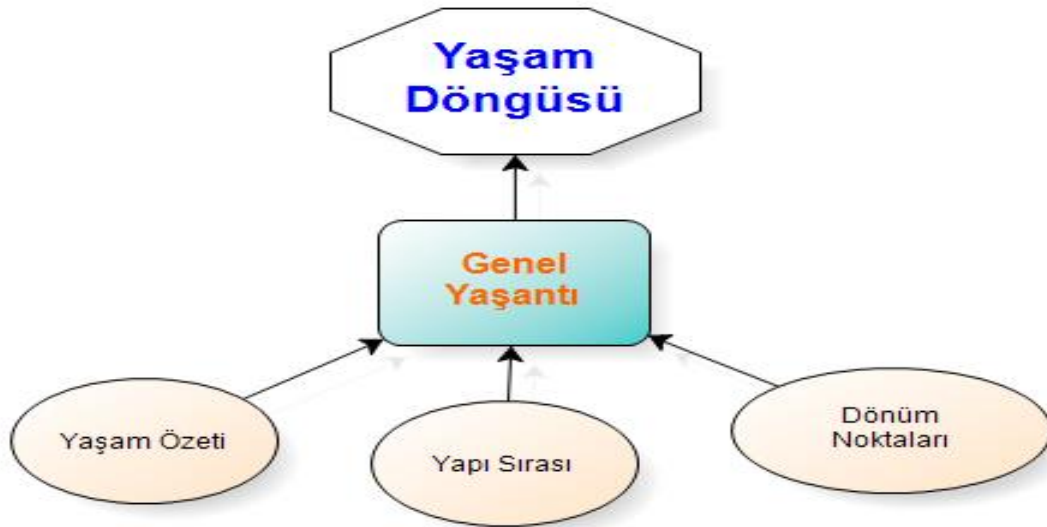 Yaşam
Döngüsü
Genel
Yaşantı
Yaşam Özeti
Yapı Sırası
Dönüm
Noktaları